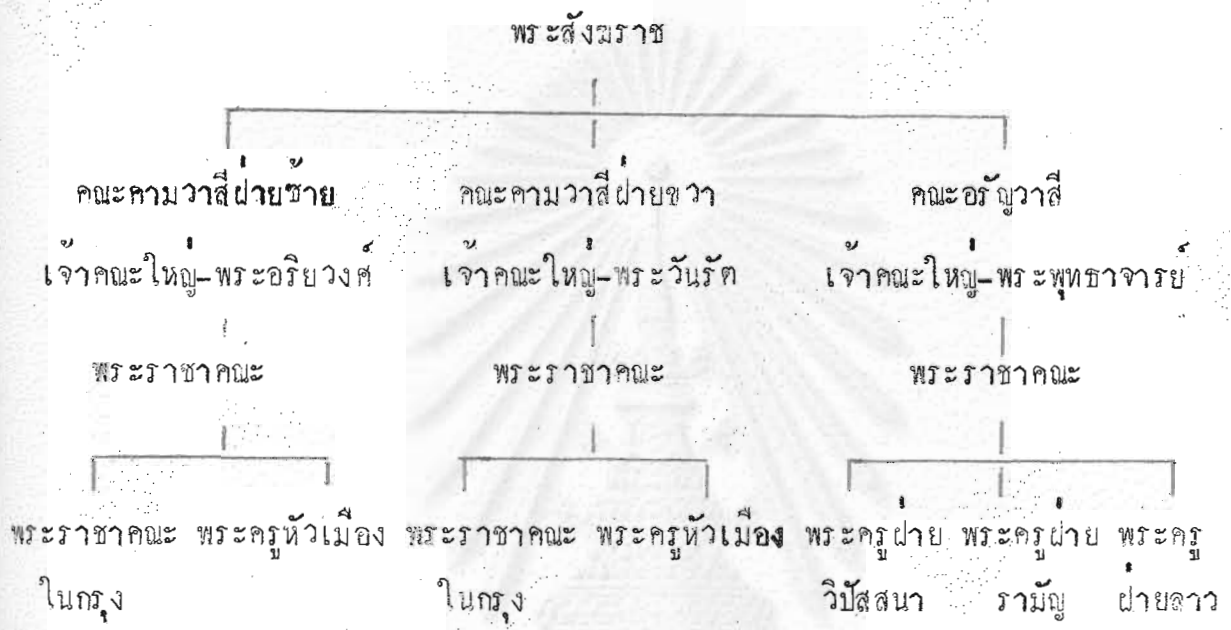 พระสังฆราช
คณะคามวาสีฝ่ายซ้าย คณะคามวาสีฝ่ายขวา คณะอรัญวาสี
เจ้าคณะใหญ่-พระอริยวงศ์ เจ้าคณะใหญ่-พระวันรัต เจ้าคณะใหญ่-พระพุทธาจารย์
พระราชาคณะ พระราชาคณะ พระราชาคณะ
พระราชาคณะ พระครูหัวเมือง พระราชาคณะ พระครูหัวเมือง พระครูฝ่าย พระครูฝ่าย พระครู
ในกรุง ในกรุง วิปัสสนา รามัญ ฝ่ายลาว